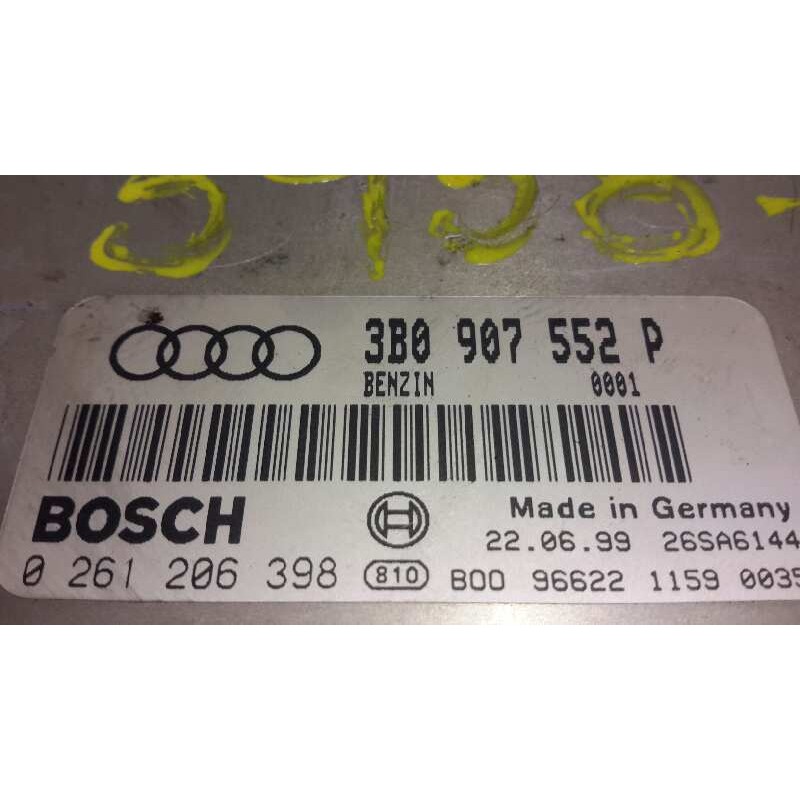 3B0 907 552 P
BENZIN 0001
BOSCH
Made in Germany
22.06.99 26SA6144
0 261 206 398 810 B00 96622 1159 0035